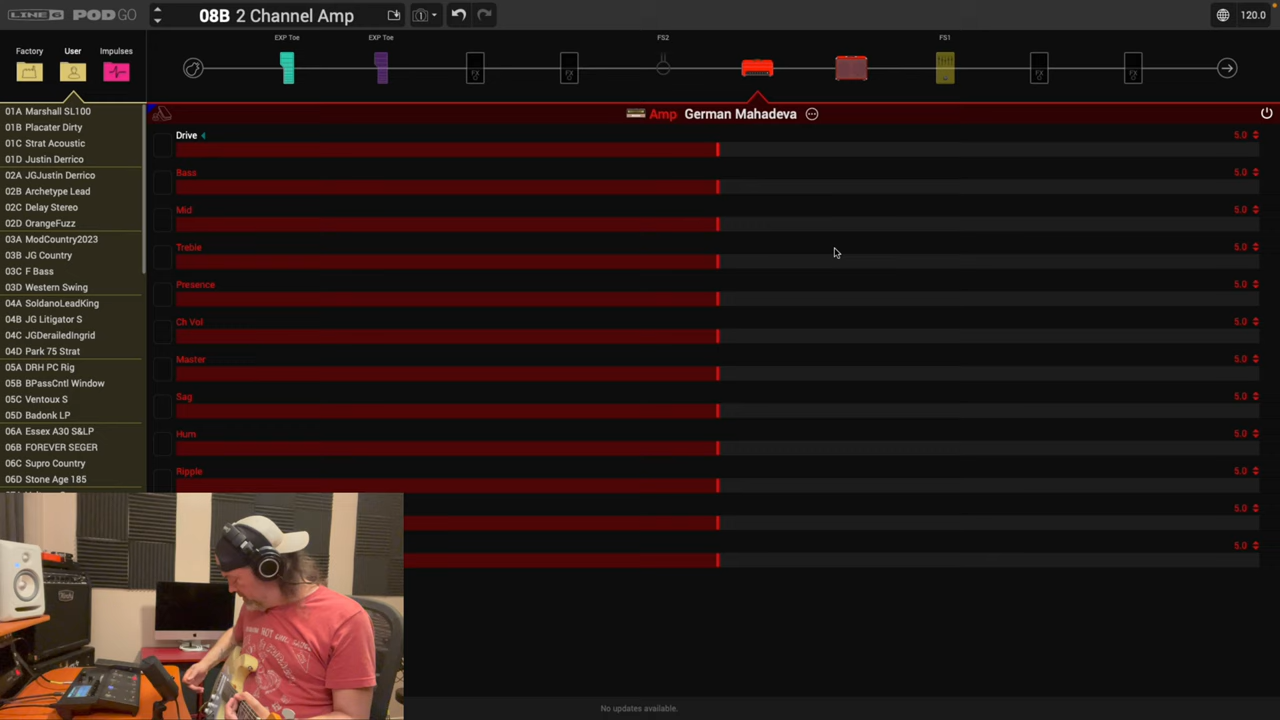 LINE 6 POD GO
08B 2 Channel Amp
120.0
Factory
User
Impulses
EXP Toe
EXP Toe
FS2
FS1
FX
FX
FX
FX
Amp German Mahadeva
01A Marshall SL100
01B Placater Dirty
01C Strat Acoustic
01D Justin Derrico
02A JGJustin Derrico
02B Archetype Lead
02C Delay Stereo
02D OrangeFuzz
03A ModCountry2023
03B JG Country
03C F Bass
03D Western Swing
04A SoldanoLeadKing
04B JG Litigator S
04C JGDerailedIngrid
04D Park 75 Strat
05A DRH PC Rig
05B BPassCntl Window
05C Ventoux S
05D Badonk LP
06A Essex A30 S&LP
06B FOREVER SEGER
06C Supro Country
06D Stone Age 185
Drive 5.0
Bass 5.0
Mid 5.0
Treble 5.0
Presence 5.0
Ch Vol 5.0
Master 5.0
Sag 5.0
Hum 5.0
Ripple 5.0
5.0
5.0
No updates available.